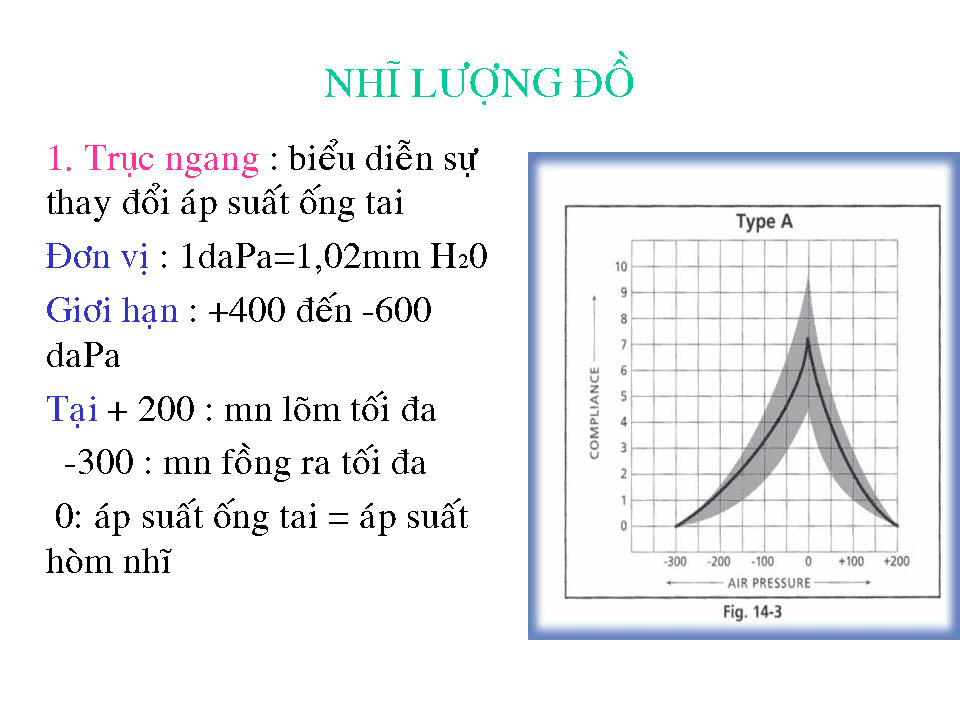 NHĨ LƯỢNG ĐỒ
1. Trục ngang : biểu diễn sự
thay đổi áp suất ống tai
Đơn vị : 1daPa=1,02mm H₂0
Giơi hạn : +400 đến -600
daPa
Tại + 200 : mn lõm tối đa
-300 : mn fồng ra tối đa
0: áp suất ống tai = áp suất
hòm nhĩ
Type A
10
9
8
7
6
5
4
3
2
1
0
COMPLIANCE
-300 -200 -100 0 +100 +200
AIR PRESSURE
Fig. 14-3